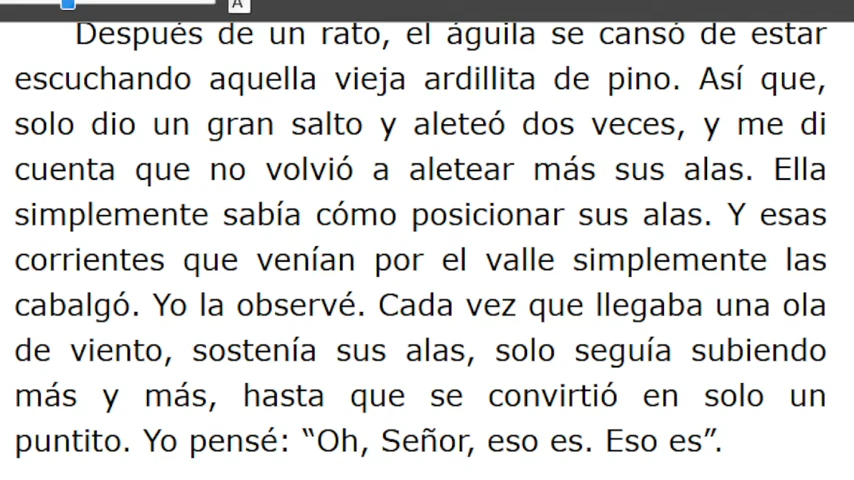 A
Después de un rato, el águila se cansó de estar
escuchando aquella vieja ardillita de pino. Así que,
solo dio un gran salto y aleteó dos veces, y me di
cuenta que no volvió a aletear más sus alas. Ella
simplemente sabía cómo posicionar sus alas. Y esas
corrientes que venían por el valle simplemente las
cabalgó. Yo la observé. Cada vez que llegaba una ola
de viento, sostenía sus alas, solo seguía subiendo
más y más, hasta que se convirtió en solo un
puntito. Yo pensé: “Oh, Señor, eso es. Eso es”.